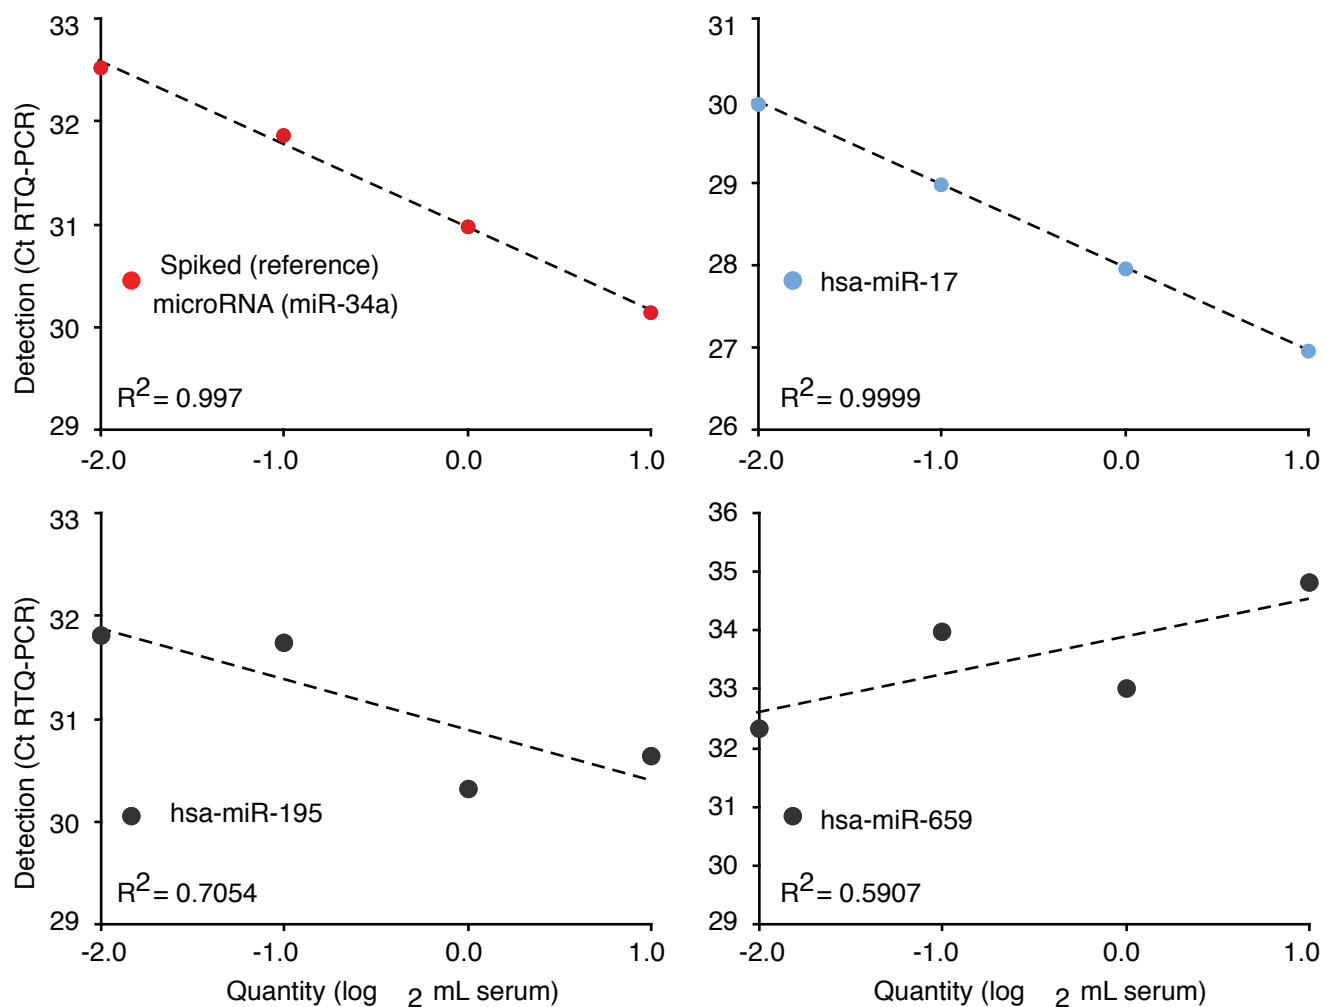 33
32
31
30
29
Detection (Ct RTQ-PCR)
Spiked (reference)
microRNA (miR-34a)
R2= 0.997
-2.0 -1.0 0.0 1.0
31
30
29
28
27
26
hsa-miR-17
R2= 0.9999
-2.0 -1.0 0.0 1.0
33
32
31
30
29
Detection (Ct RTQ-PCR)
hsa-miR-195
R2= 0.7054
-2.0 -1.0 0.0 1.0
Quantity (log 2 mL serum)
36
35
34
33
32
31
30
29
hsa-miR-659
R2= 0.5907
-2.0 -1.0 0.0 1.0
Quantity (log 2 mL serum)